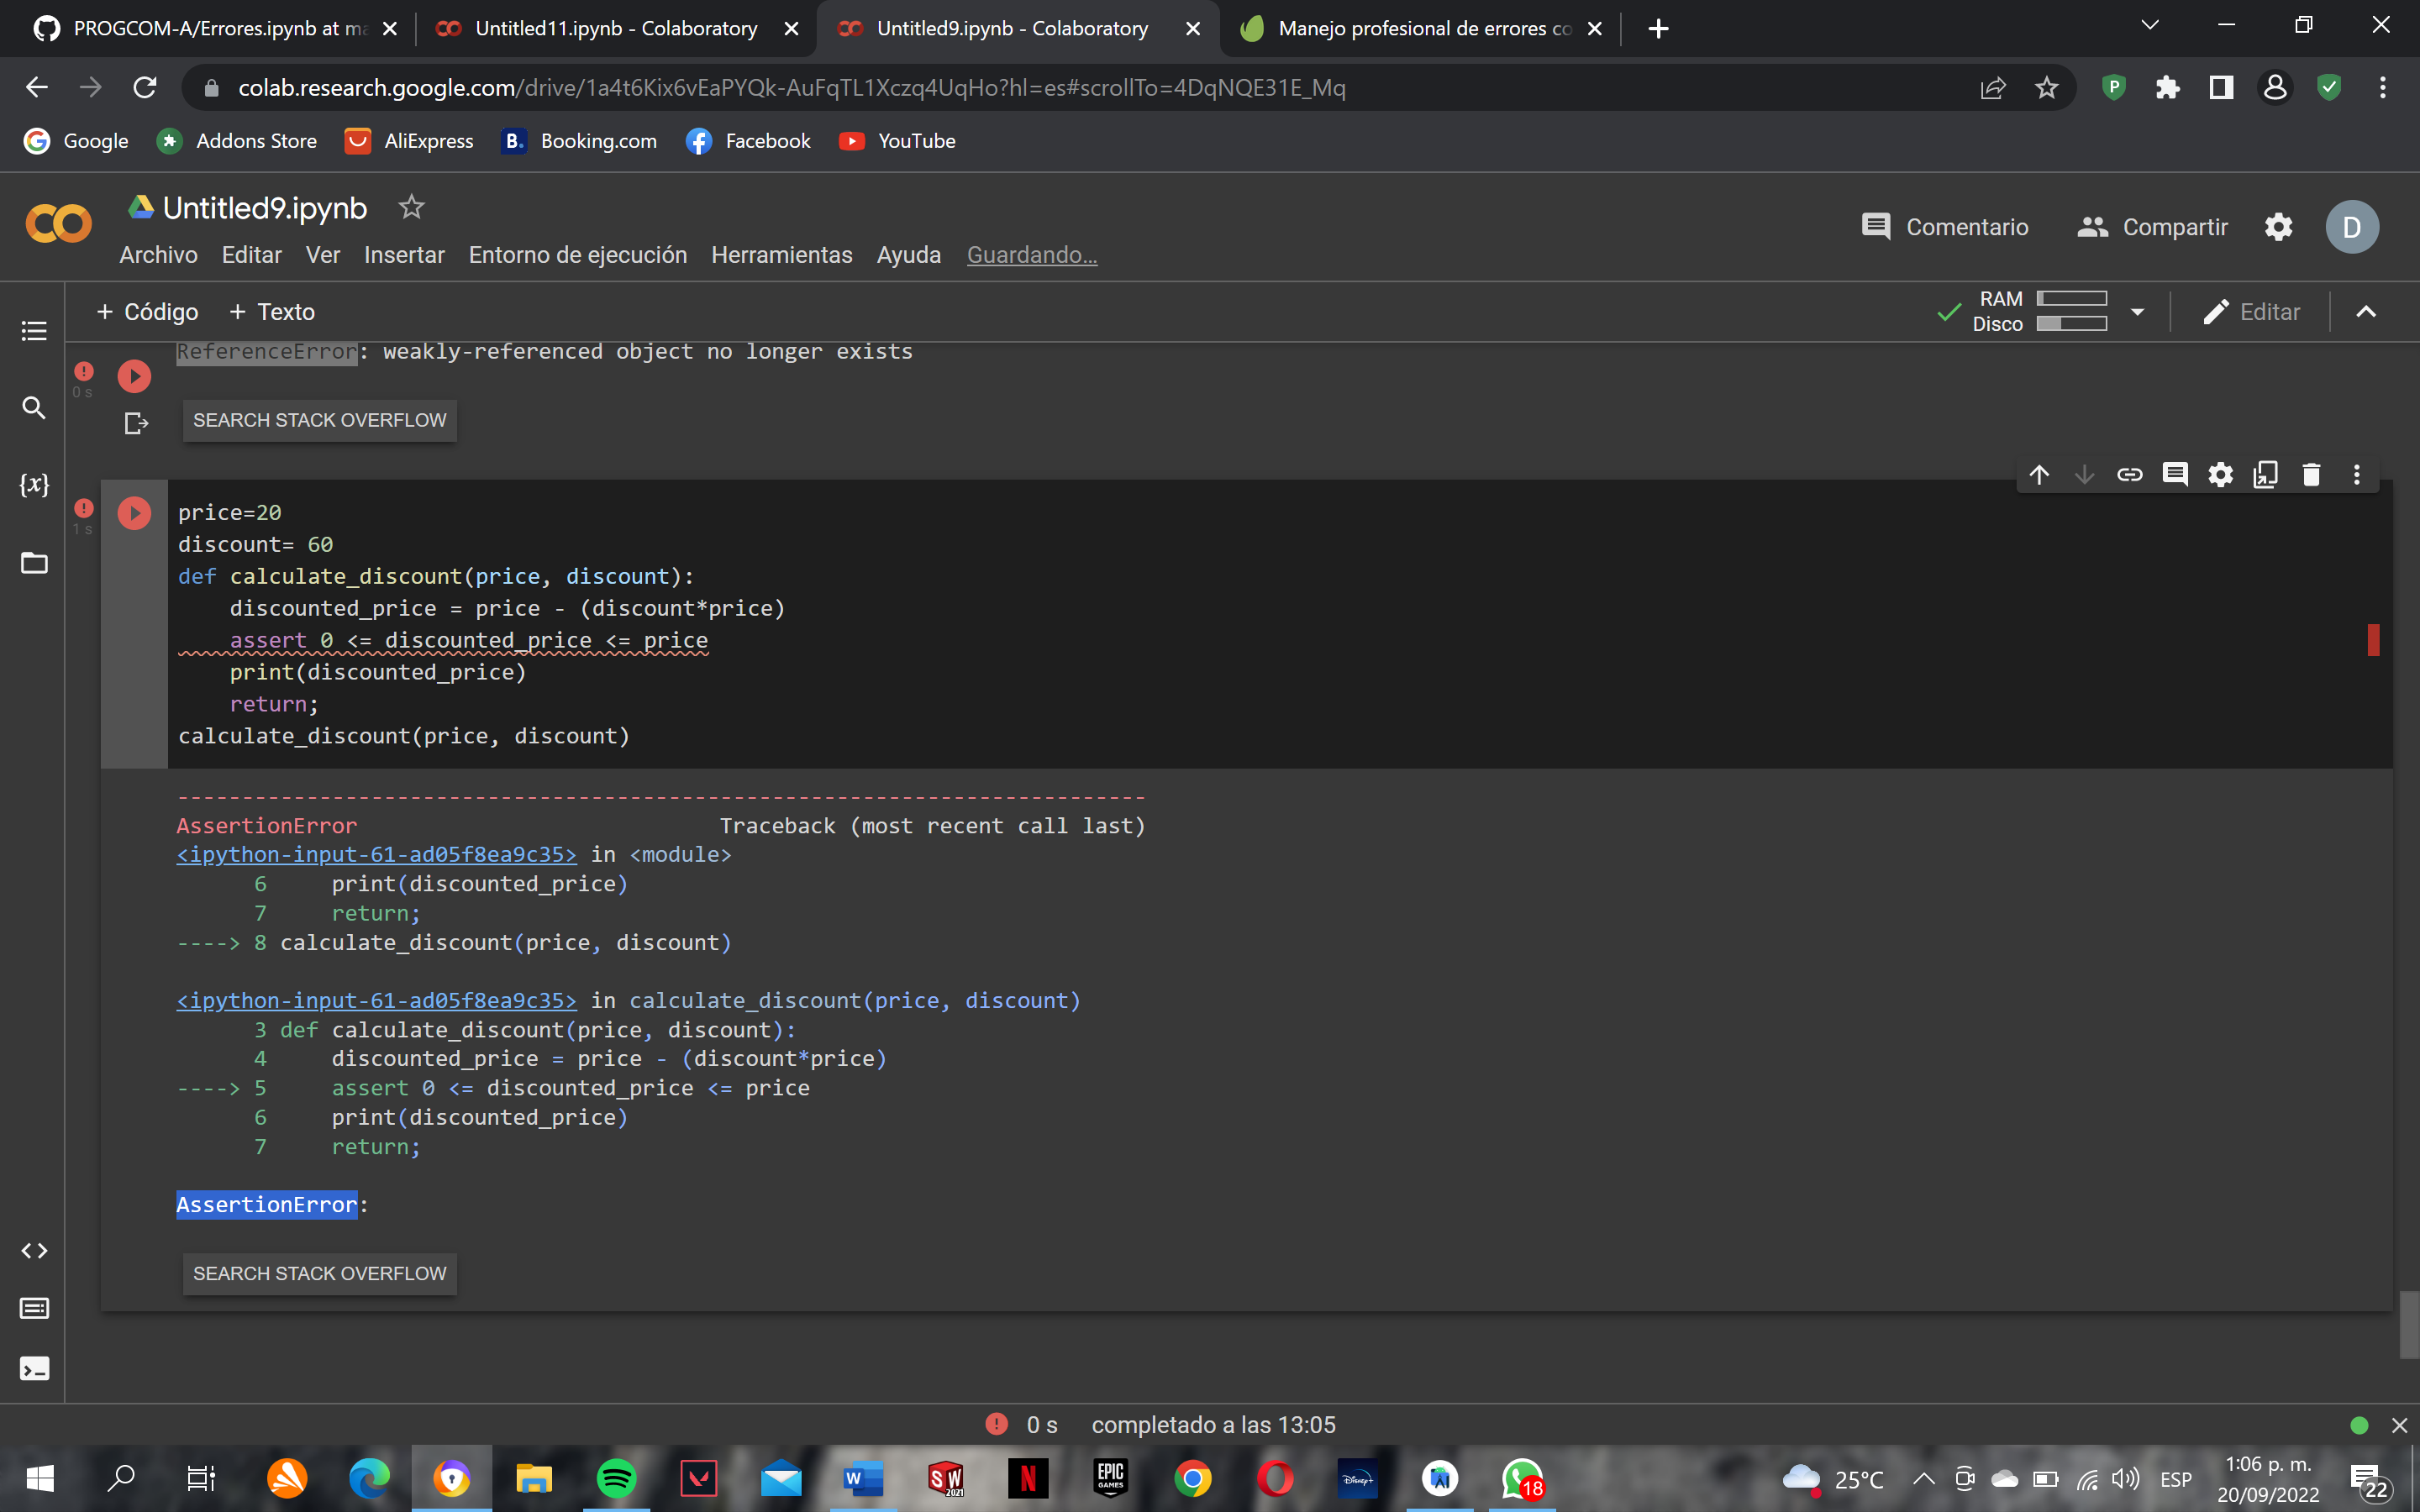 PROGCOM-A/Errores.ipynb at ma
Untitled11.ipynb - Colaboratory
Untitled9.ipynb - Colaboratory
Manejo profesional de errores co
colab.research.google.com/drive/1a4t6Kix6vEaPYQk-AuFqTL1Xczq4UqHo?hl=es#scrollTo=4DqNQE31E_Mq
Google Addons Store AliExpress B. Booking.com Facebook YouTube
Untitled9.ipynb
Comentario Compartir D
Archivo Editar Ver Insertar Entorno de ejecución Herramientas Ayuda Guardando...
+ Código + Texto
RAM
Disco
Editar
ReferenceError: weakly-referenced object no longer exists
0 s
SEARCH STACK OVERFLOW
{x}
1 s
price=20
discount= 60
def calculate_discount(price, discount):
    discounted_price = price - (discount*price)
    assert 0 <= discounted_price <= price
    print(discounted_price)
    return;
calculate_discount(price, discount)
---------------------------------------------------------------------------
AssertionError                            Traceback (most recent call last)
<ipython-input-61-ad05f8ea9c35> in <module>
      6     print(discounted_price)
      7     return;
----> 8 calculate_discount(price, discount)
<ipython-input-61-ad05f8ea9c35> in calculate_discount(price, discount)
      3 def calculate_discount(price, discount):
      4     discounted_price = price - (discount*price)
----> 5     assert 0 <= discounted_price <= price
      6     print(discounted_price)
      7     return;
AssertionError:
SEARCH STACK OVERFLOW
0 s completado a las 13:05
W
SW
2021
N
EPIC
GAMES
Disney+
18
25°C
ESP
1:06 p. m.
20/09/2022
22